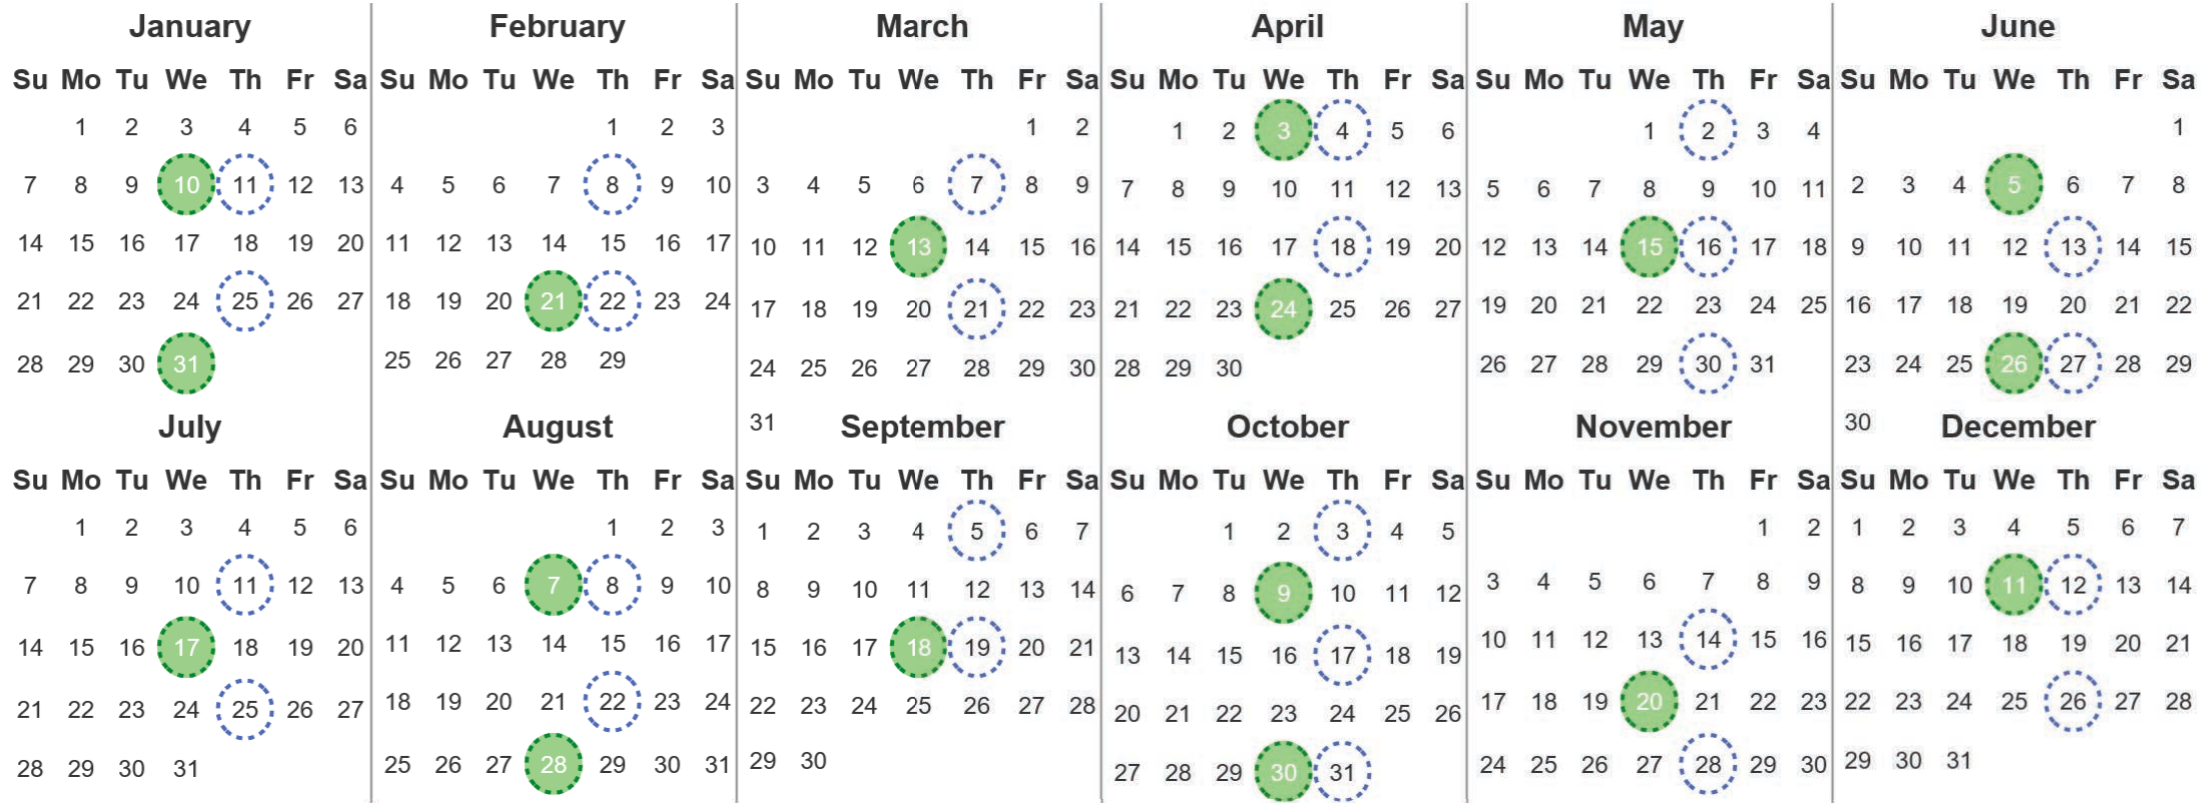 January February March April May June
Su Mo Tu We Th Fr Sa Su Mo Tu We Th Fr Sa Su Mo Tu We Th Fr Sa Su Mo Tu We Th Fr Sa Su Mo Tu We Th Fr Sa Su Mo Tu We Th Fr Sa
1 2 3 4 5 6 1 2 3 1 2 1 2 3 4 5 6 1 2 3 4 1
7 8 9 10 11 12 13 4 5 6 7 8 9 10 3 4 5 6 7 8 9 7 8 9 10 11 12 13 5 6 7 8 9 10 11 2 3 4 5 6 7 8
14 15 16 17 18 19 20 11 12 13 14 15 16 17 10 11 12 13 14 15 16 14 15 16 17 18 19 20 12 13 14 15 16 17 18 9 10 11 12 13 14 15
21 22 23 24 25 26 27 18 19 20 21 22 23 24 17 18 19 20 21 22 23 21 22 23 24 25 26 27 19 20 21 22 23 24 25 16 17 18 19 20 21 22
28 29 30 31 25 26 27 28 29 24 25 26 27 28 29 30 28 29 30 26 27 28 29 30 31 23 24 25 26 27 28 29
31 30
July August September October November December
Su Mo Tu We Th Fr Sa Su Mo Tu We Th Fr Sa Su Mo Tu We Th Fr Sa Su Mo Tu We Th Fr Sa Su Mo Tu We Th Fr Sa Su Mo Tu We Th Fr Sa
1 2 3 4 5 6 1 2 3 1 2 3 4 5 6 7 1 2 3 4 5 1 2 1 2 3 4 5 6 7
7 8 9 10 11 12 13 4 5 6 7 8 9 10 8 9 10 11 12 13 14 6 7 8 9 10 11 12 3 4 5 6 7 8 9 8 9 10 11 12 13 14
14 15 16 17 18 19 20 11 12 13 14 15 16 17 15 16 17 18 19 20 21 13 14 15 16 17 18 19 10 11 12 13 14 15 16 15 16 17 18 19 20 21
21 22 23 24 25 26 27 18 19 20 21 22 23 24 22 23 24 25 26 27 28 20 21 22 23 24 25 26 17 18 19 20 21 22 23 22 23 24 25 26 27 28
28 29 30 31 25 26 27 28 29 30 31 29 30 27 28 29 30 31 24 25 26 27 28 29 30 29 30 31